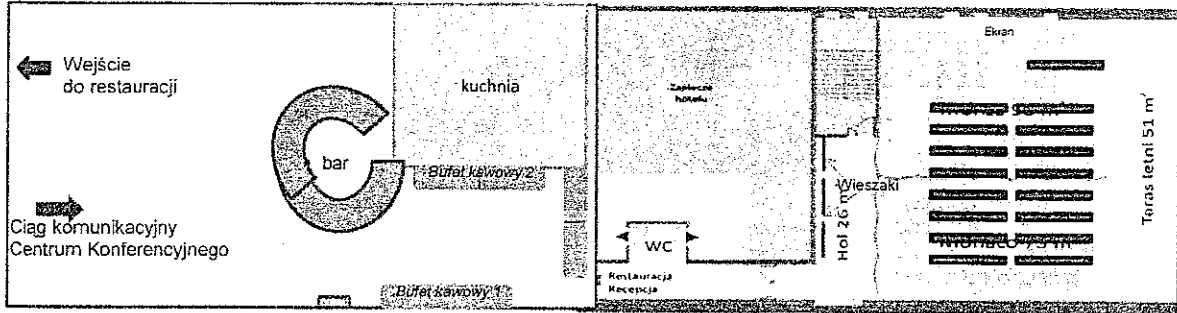 Wejście
do restauracji
Ciąg komunikacyjny
Centrum Konferencyjnego
bar
kuchnia
Bufet kawowy 2
Bufet kawowy 1
Zaplecze
hotelu
WC
Restauracja
Recepcja
Wieszaki
Hol 26 m²
Ekran
Taras letni 51 m²